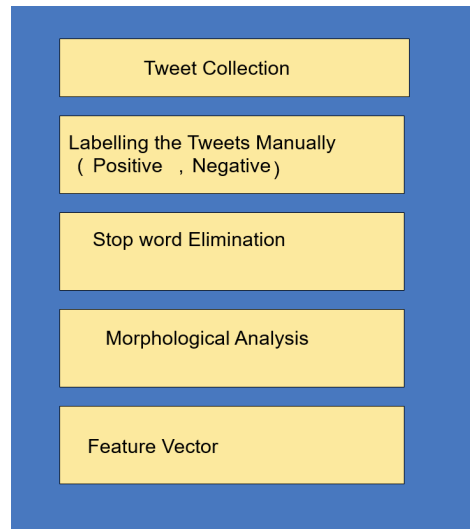 Tweet Collection
Labelling the Tweets Manually
( Positive , Negative)
Stop word Elimination
Morphological Analysis
Feature Vector